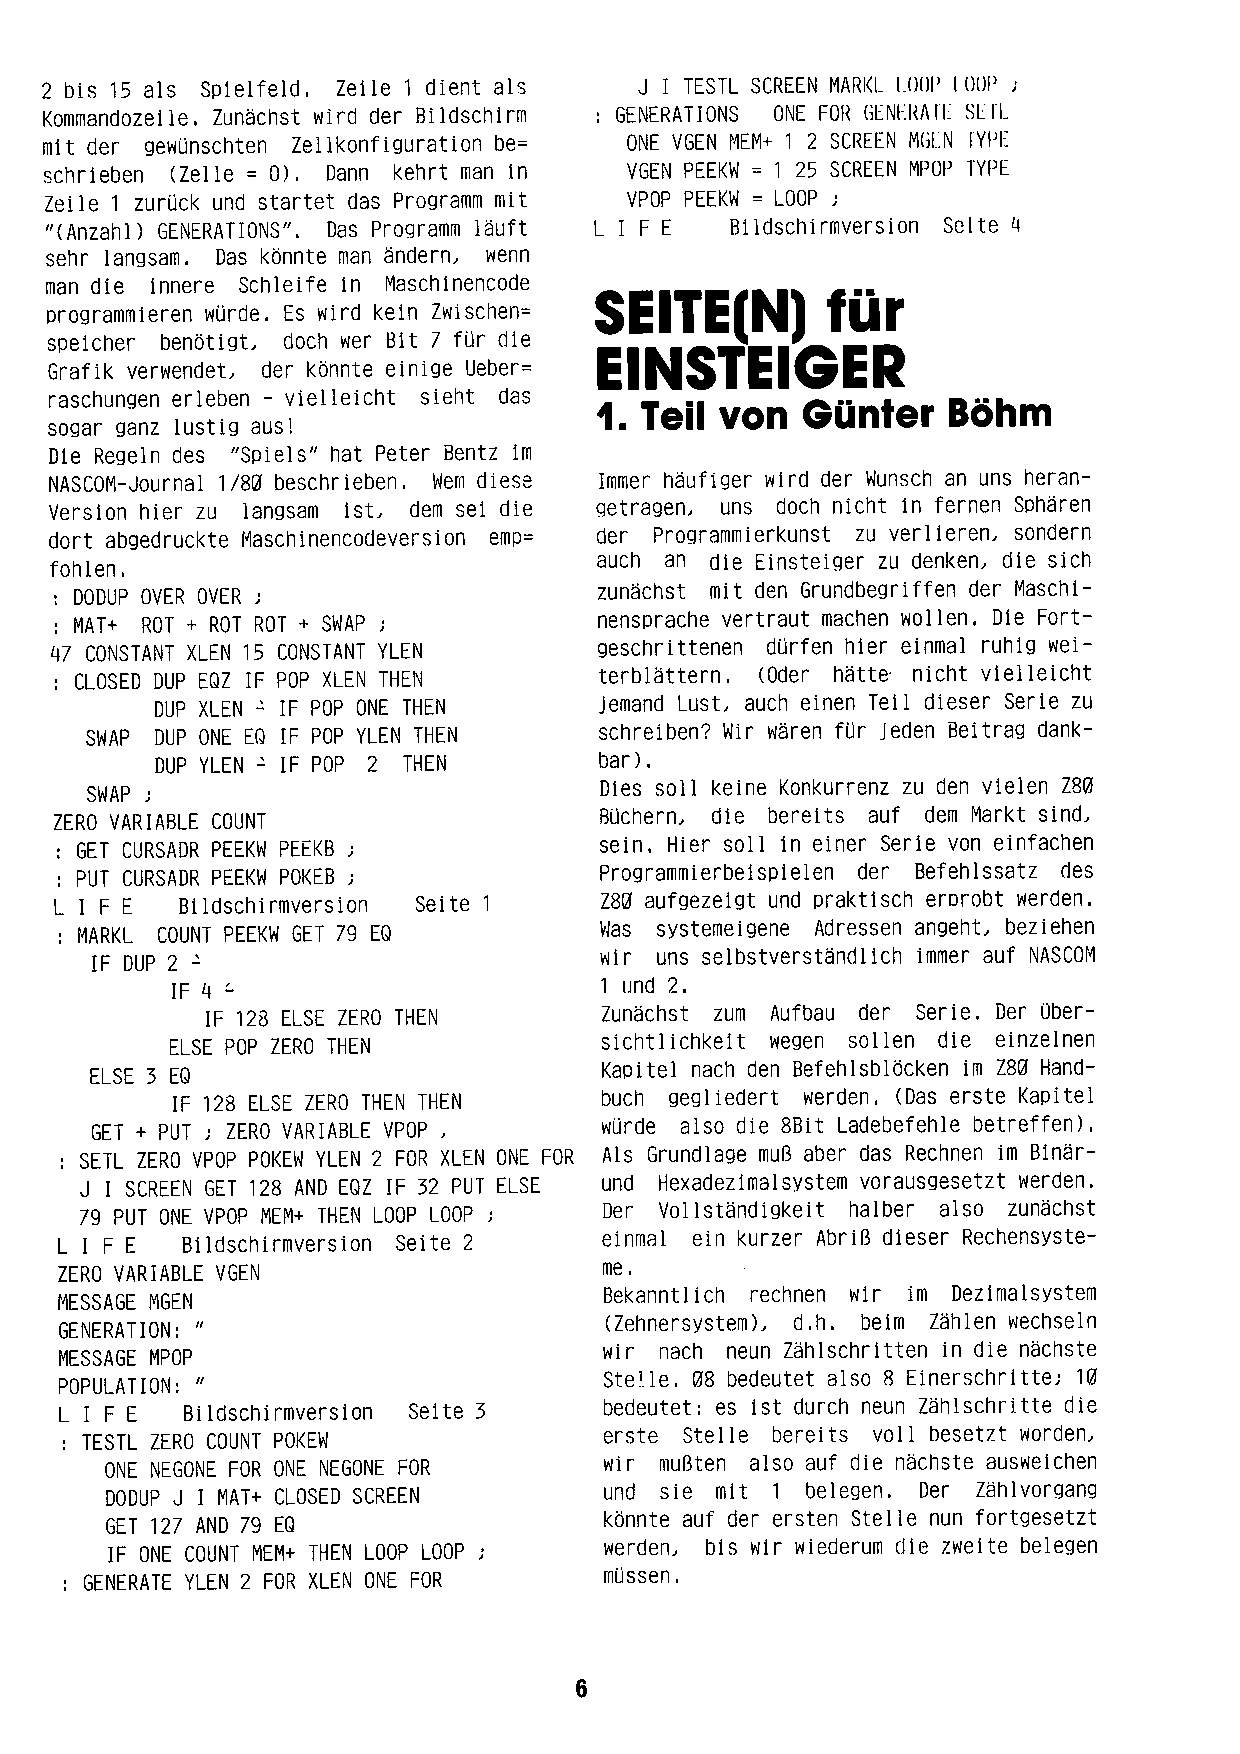 2 bis 15 als Spielfeld. Zeile 1 dient als
Kommandozeile. Zunächst wird der Bildschirm
mit der gewünschten Zellkonfiguration be=
schrieben (Zelle = O). Dann kehrt man in
Zeile 1 zurück und startet das Programm mit
"(Anzahl) GENERATIONS". Das Programm läuft
sehr langsam. Das könnte man ändern, wenn
man die innere Schleife in Maschinencode
programmieren würde. Es wird kein Zwischen=
speicher benötigt, doch wer Bit 7 für die
Grafik verwendet, der könnte einige Ueber=
raschungen erleben - vielleicht sieht das
sogar ganz lustig aus!
Die Regeln des "Spiels" hat Peter Bentz im
NASCOM-Journal 1/80 beschrieben. Wem diese
Version hier zu langsam ist, dem sei die
dort abgedruckte Maschinencodeversion emp=
fohlen.
: DODUP OVER OVER ;
: MAT+ ROT + ROT ROT + SWAP ;
47 CONSTANT XLEN 15 CONSTANT YLEN
: CLOSED DUP EQZ IF POP XLEN THEN
DUP XLEN IF POP ONE THEN
SWAP DUP ONE EQ IF POP YLEN THEN
DUP YLEN IF POP 2 THEN
SWAP ;
ZERO VARIABLE COUNT
: GET CURSADR PEEKW PEEKB ;
: PUT CURSADR PEEKW POKEB ;
L I F E Bildschirmversion Seite 1
: MARKL COUNT PEEKW GET 79 EQ
IF DUP 2
IF 4
IF 128 ELSE ZERO THEN
ELSE POP ZERO THEN
ELSE 3 EQ
IF 128 ELSE ZERO THEN THEN
GET + PUT ; ZERO VARIABLE VPOP ,
: SETL ZERO VPOP POKEW YLEN 2 FOR XLEN ONE FOR
J I SCREEN GET 128 AND EQZ IF 32 PUT ELSE
79 PUT ONE VPOP MEM+ THEN LOOP LOOP ;
L I F E Bildschirmversion Seite 2
ZERO VARIABLE VGEN
MESSAGE MGEN
GENERATION: "
MESSAGE MPOP
POPULATION: "
L I F E Bildschirmversion Seite 3
: TESTL ZERO COUNT POKEW
ONE NEGONE FOR ONE NEGONE FOR
DODUP J I MAT+ CLOSED SCREEN
GET 127 AND 79 EQ
IF ONE COUNT MEM+ THEN LOOP LOOP ;
: GENERATE YLEN 2 FOR XLEN ONE FOR
J I TESTL SCREEN MARKL LOOP LOOP ;
: GENERATIONS ONE FOR GENERATE SETL
ONE VGEN MEM+ 1 2 SCREEN MGEN TYPE
VGEN PEEKW = 1 25 SCREEN MPOP TYPE
VPOP PEEKW = LOOP ;
L I F E Bildschirmversion Seite 4
SEITE(N) für
EINSTEIGER
1. Teil von Günter Böhm
Immer häufiger wird der Wunsch an uns heran-
getragen, uns doch nicht in fernen Sphären
der Programmierkunst zu verlieren, sondern
auch an die Einsteiger zu denken, die sich
zunächst mit den Grundbegriffen der Maschi-
nensprache vertraut machen wollen. Die Fort-
geschrittenen dürfen hier einmal ruhig wei-
terblättern. (Oder hätte nicht vielleicht
jemand Lust, auch einen Teil dieser Serie zu
schreiben? Wir wären für jeden Beitrag dank-
bar).
Dies soll keine Konkurrenz zu den vielen Z80
Büchern, die bereits auf dem Markt sind,
sein. Hier soll in einer Serie von einfachen
Programmierbeispielen der Befehlssatz des
Z80 aufgezeigt und praktisch erprobt werden.
Was systemeigene Adressen angeht, beziehen
wir uns selbstverständlich immer auf NASCOM
1 und 2.
Zunächst zum Aufbau der Serie. Der Über-
sichtlichkeit wegen sollen die einzelnen
Kapitel nach den Befehlsblöcken im Z80 Hand-
buch gegliedert werden. (Das erste Kapitel
würde also die 8Bit Ladebefehle betreffen).
Als Grundlage muß aber das Rechnen im Binär-
und Hexadezimalsystem vorausgesetzt werden.
Der Vollständigkeit halber also zunächst
einmal ein kurzer Abriß dieser Rechensyste-
me.
Bekanntlich rechnen wir im Dezimalsystem
(Zehnersystem), d.h. beim Zählen wechseln
wir nach neun Zählschritten in die nächste
Stelle. 08 bedeutet also 8 Einerschritte; 10
bedeutet: es ist durch neun Zählschritte die
erste Stelle bereits voll besetzt worden,
wir mußten also auf die nächste ausweichen
und sie mit 1 belegen. Der Zählvorgang
könnte auf der ersten Stelle nun fortgesetzt
werden, bis wir wiederum die zweite belegen
müssen.
6